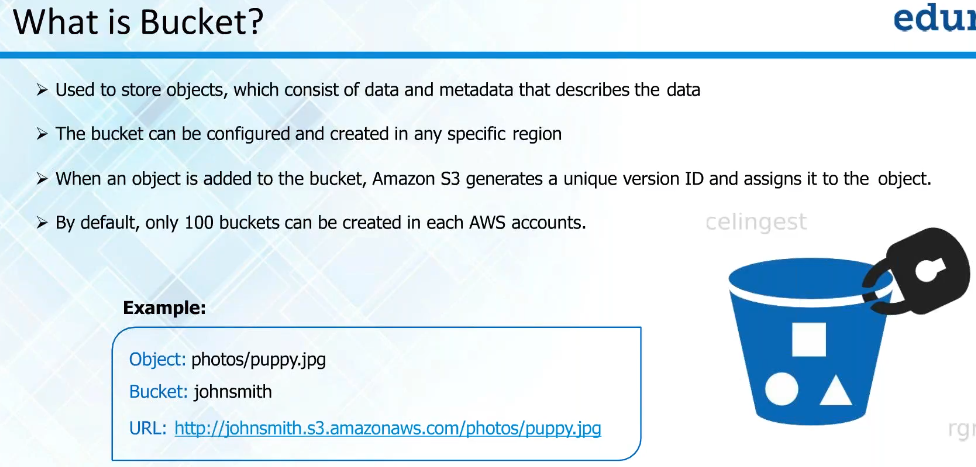 What is Bucket?
➢ Used to store objects, which consist of data and metadata that describes the data
➢ The bucket can be configured and created in any specific region
➢ When an object is added to the bucket, Amazon S3 generates a unique version ID and assigns it to the object.
➢ By default, only 100 buckets can be created in each AWS accounts.
celingest
Example:
Object: photos/puppy.jpg
Bucket: johnsmith
URL: http://johnsmith.s3.amazonaws.com/photos/puppy.jpg